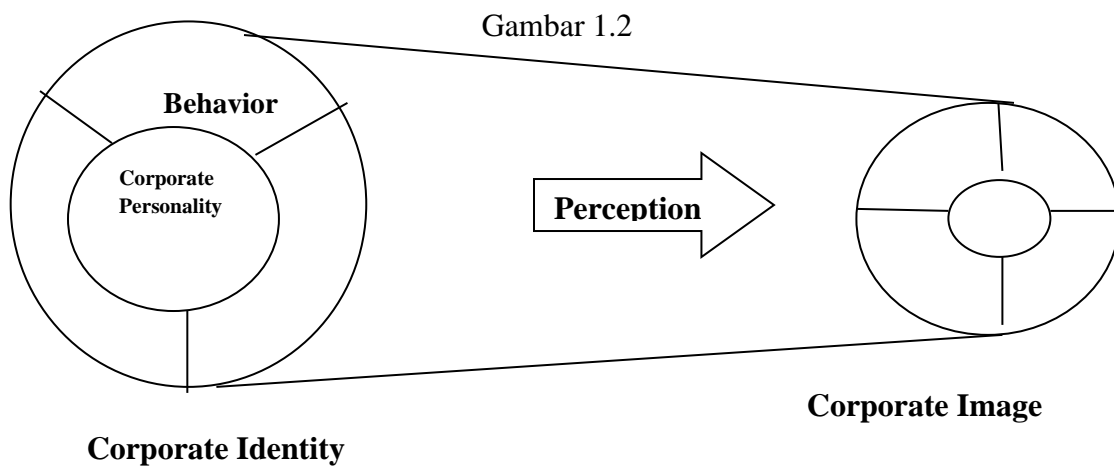 Gambar 1.2
Behavior
Corporate
Personality
Perception
Corporate Image
Corporate Identity